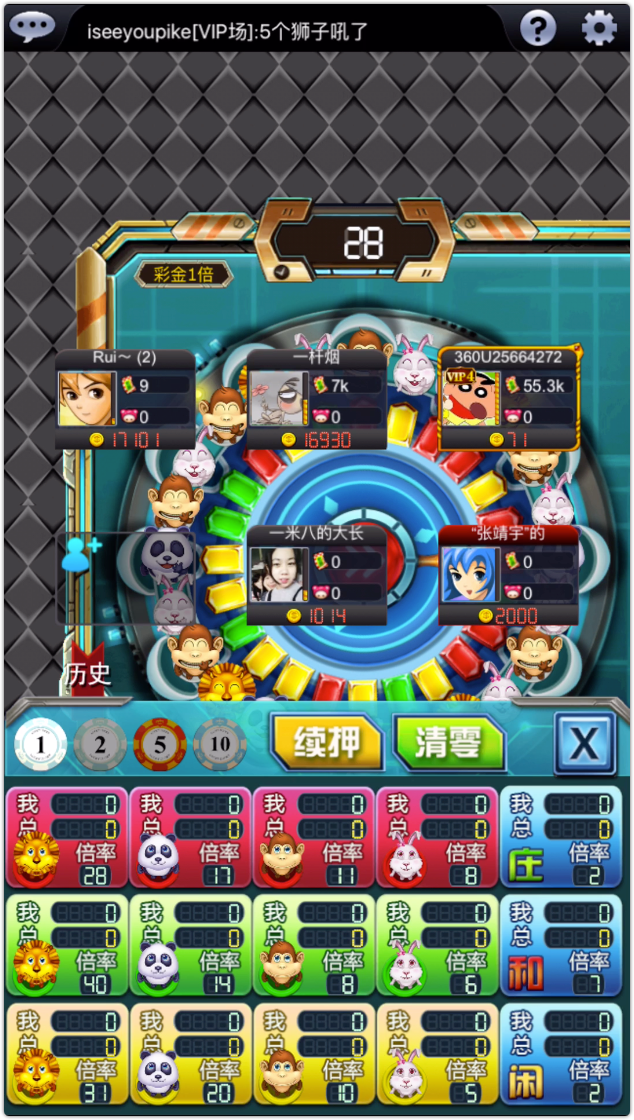 iseeyoupike[VIP场]:5个狮子吼了
?
28
彩金1倍
Rui～ (2)
9
0
17101
一杆烟
7k
0
16930
360U25664272
VIP4
55.3k
0
71
一米八的大长
0
0
1014
"张靖宇"的
0
0
2000
历史
1
2
5
10
续押
清零
X
我 0
总 0
倍率
28
我 0
总 0
倍率
17
我 0
总 0
倍率
11
我 0
总 0
倍率
8
我 0
总 0
庄
倍率
2
我 0
总 0
倍率
40
我 0
总 0
倍率
14
我 0
总 0
倍率
8
我 0
总 0
倍率
6
我 0
总 0
和
倍率
7
我 0
总 0
倍率
31
我 0
总 0
倍率
20
我 0
总 0
倍率
10
我 0
总 0
倍率
5
我 0
总 0
闲
倍率
2